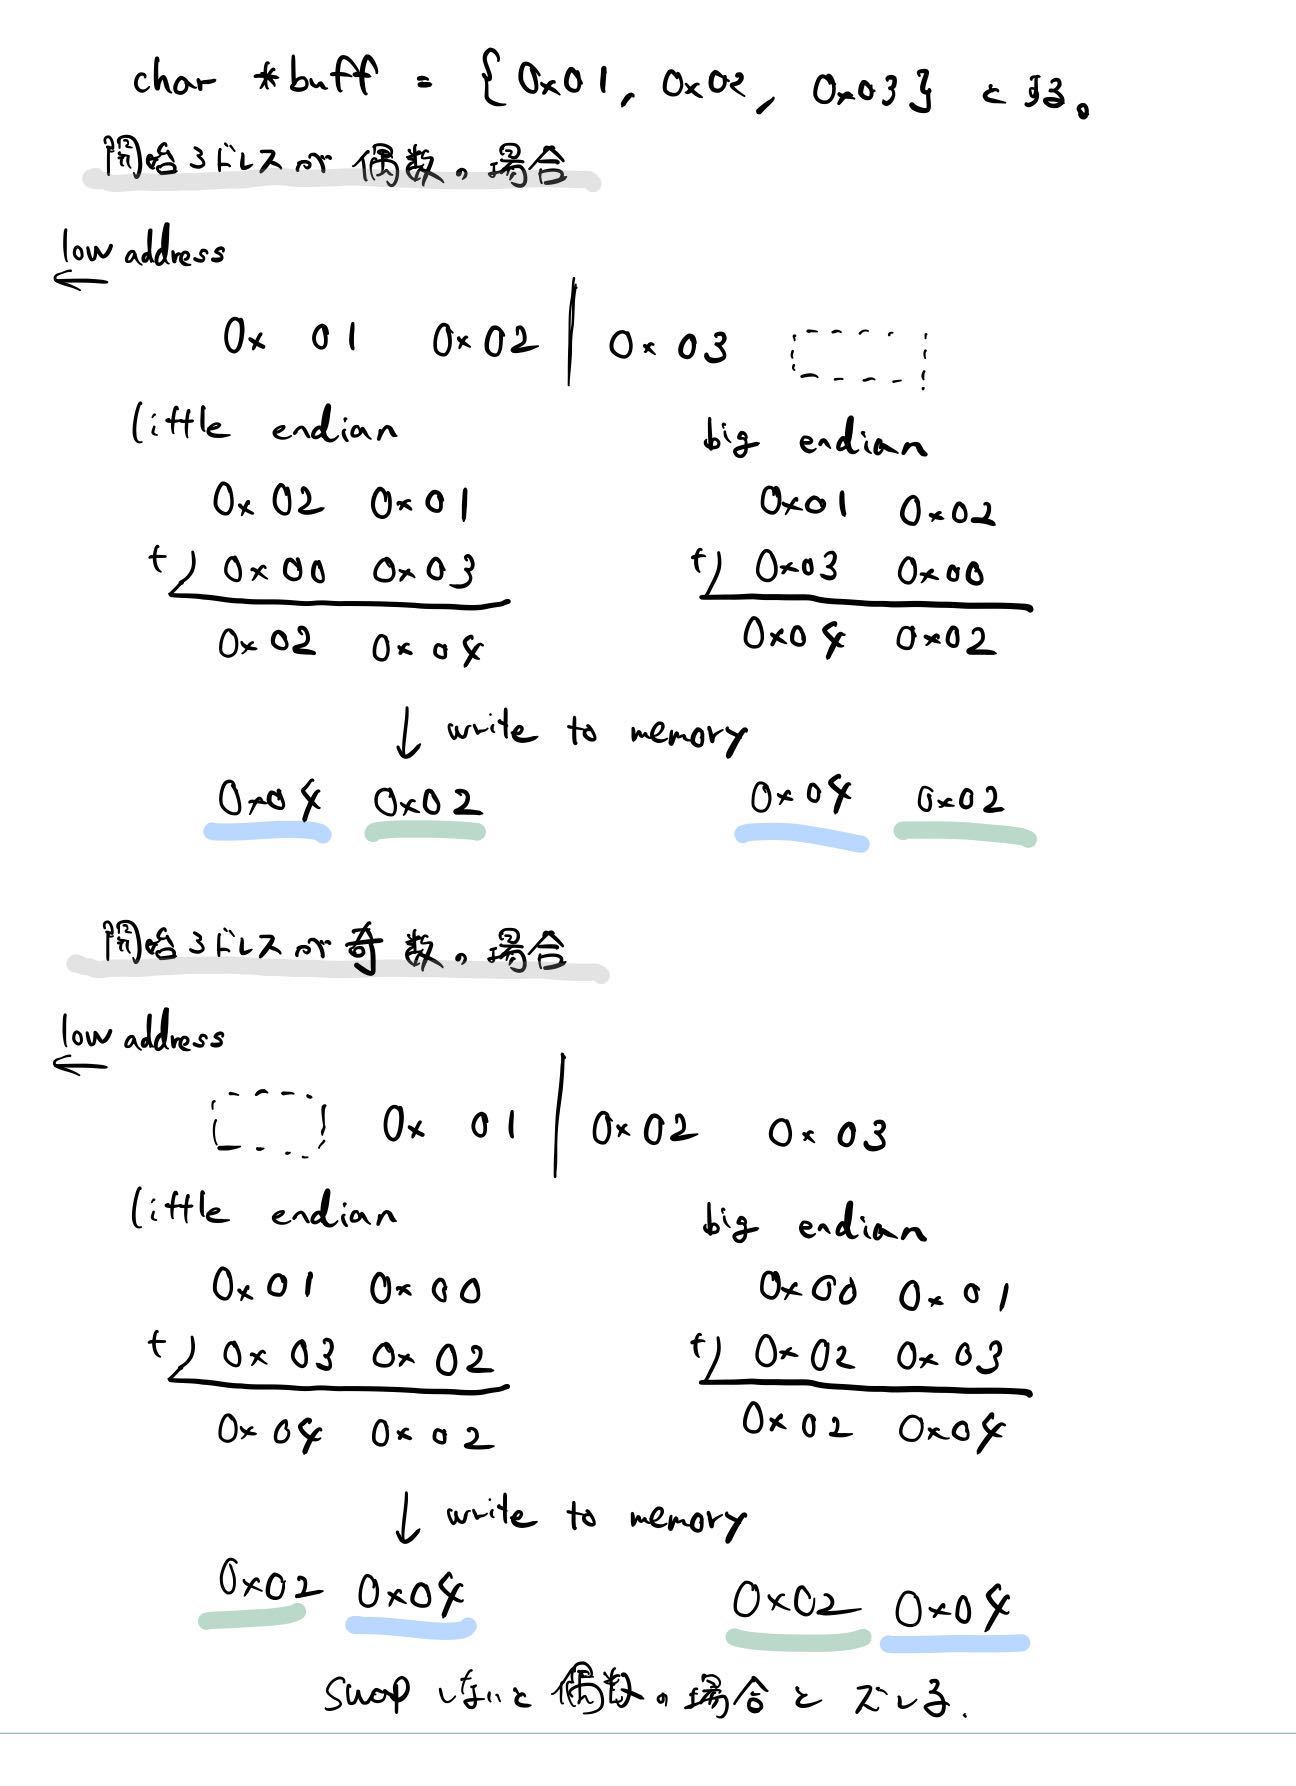 char *buff = {0x01, 0x02, 0x03} とする。
開始アドレスが偶数の場合
low address
0x 01 0x02 | 0x 03
little endian big endian
0x 02 0x 01 0x01 0x02
+) 0x 00 0x 03 +) 0x03 0x00
0x 02 0x 04 0x04 0x02
↓ write to memory
0x04 0x02 0x04 0x02
開始アドレスが奇数の場合
low address
0x 01 | 0x 02 0x 03
little endian big endian
0x 01 0x 00 0x00 0x 01
+) 0x 03 0x 02 +) 0x 02 0x 03
0x 04 0x 02 0x 02 0x04
↓ write to memory
0x02 0x04 0x02 0x04
swap しないと偶数の場合とズレる.